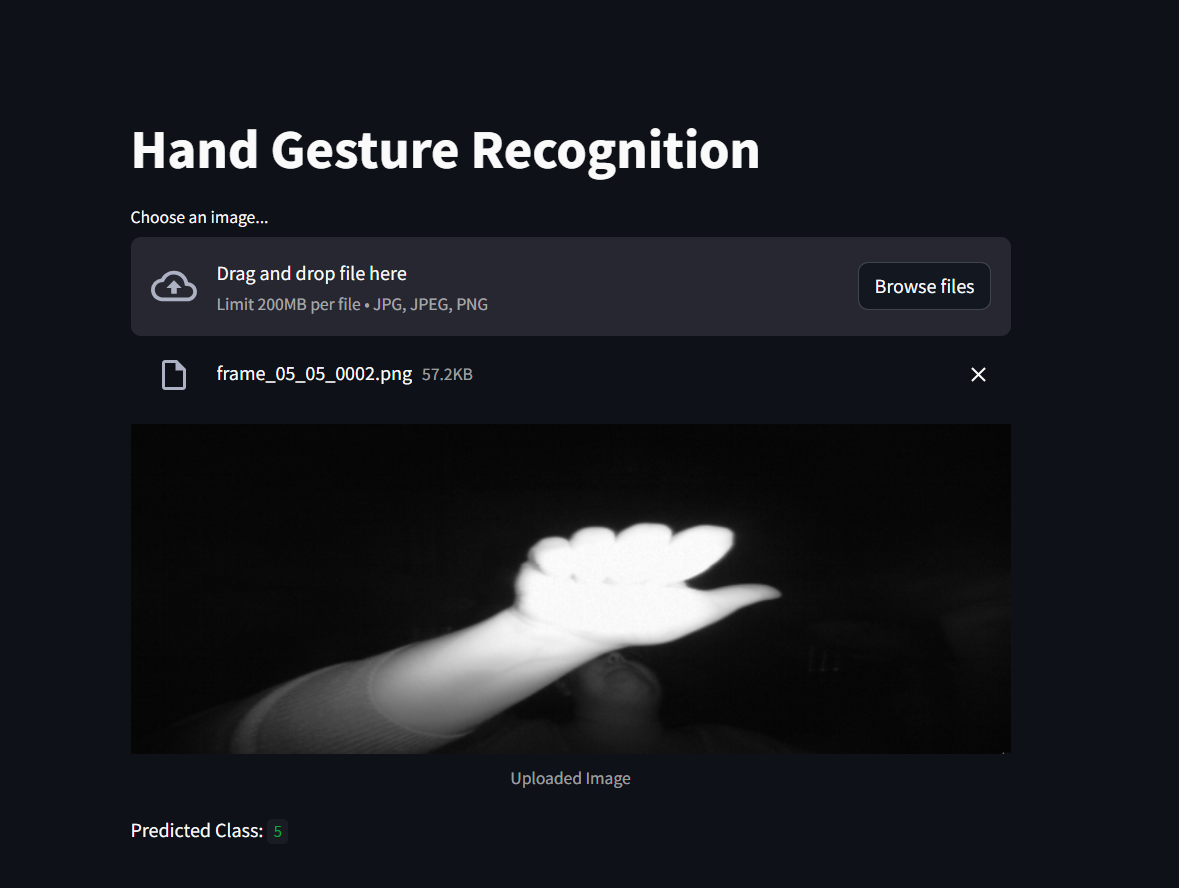 Hand Gesture Recognition
Choose an image...
Drag and drop file here
Limit 200MB per file • JPG, JPEG, PNG
Browse files
frame_05_05_0002.png 57.2KB
Uploaded Image
Predicted Class: 5